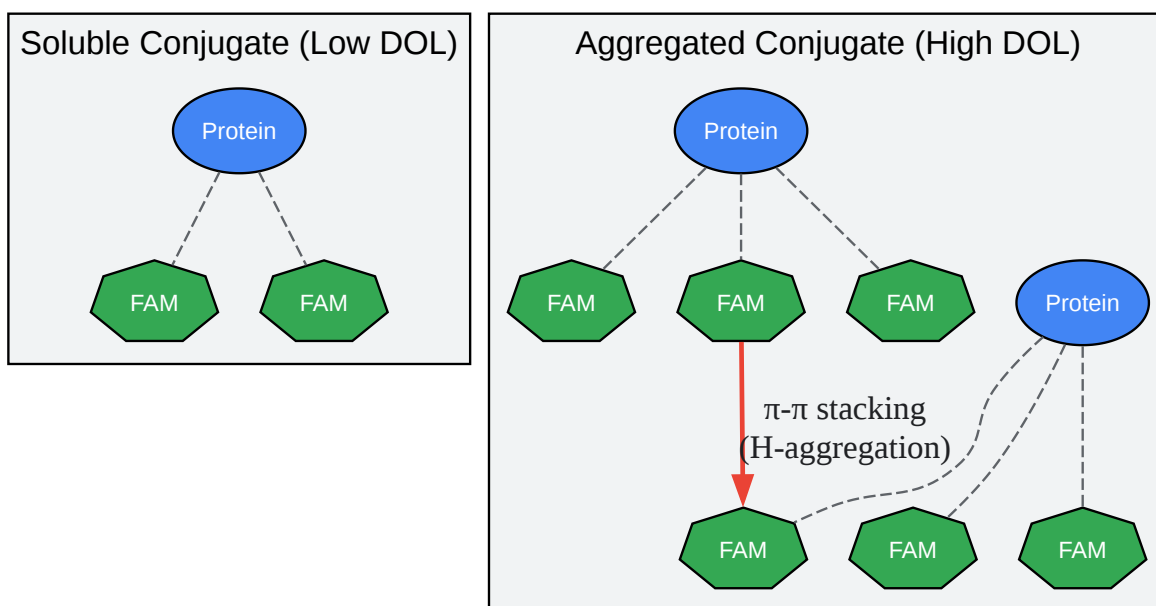 Soluble Conjugate (Low DOL)
Protein
FAM
FAM
Aggregated Conjugate (High DOL)
Protein
FAM
FAM
FAM
Protein
π-π stacking
(H-aggregation)
FAM
FAM
FAM